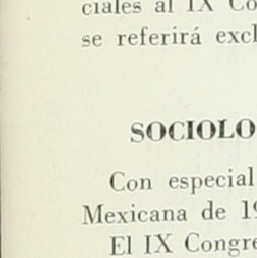 ciales al IX Co
se referirá excl
SOCIOLO
Con especial
Mexicana de 19
El IX Congre